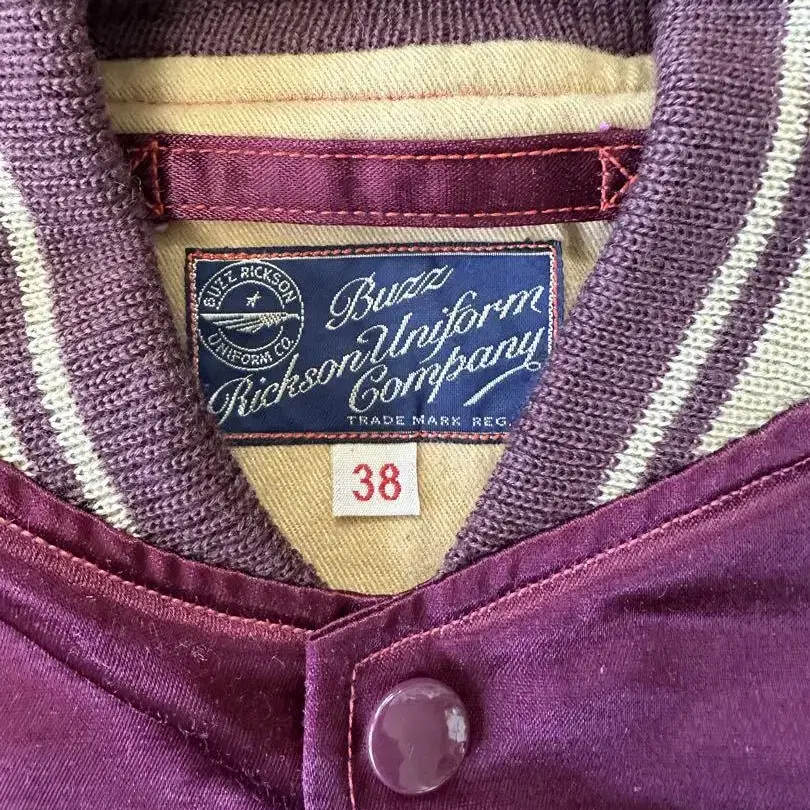 BUZZ RICKSON
UNIFORM CO.
Buzz
Rickson Uniform
Company
TRADE MARK REG.
38